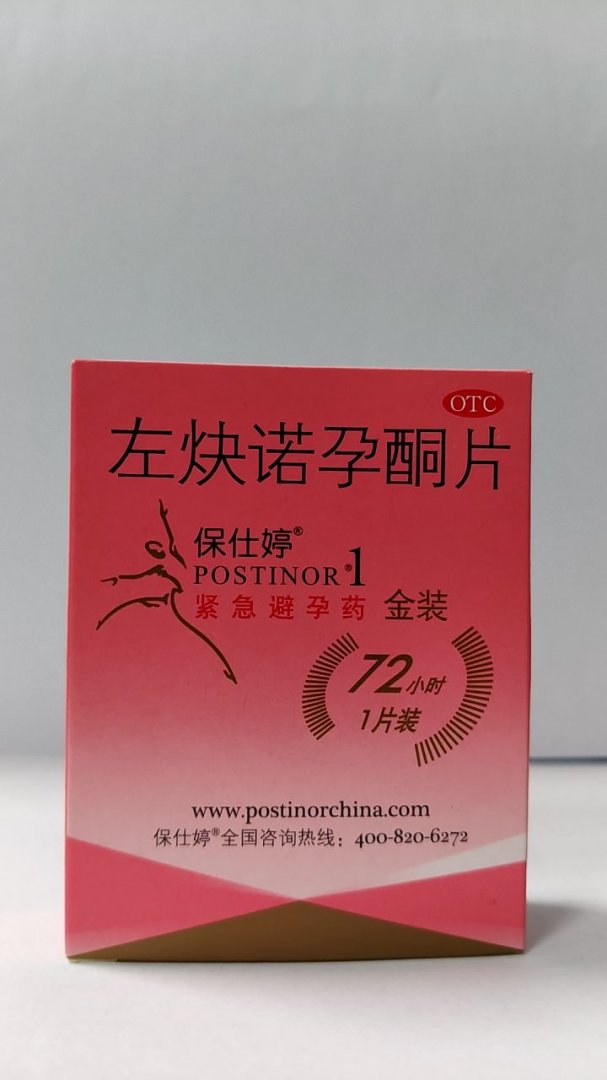 OTC
左炔诺孕酮片
保仕婷®
POSTINOR®1
紧急避孕药 金装
72小时
1片装
www.postinorchina.com
保仕婷®全国咨询热线：400-820-6272